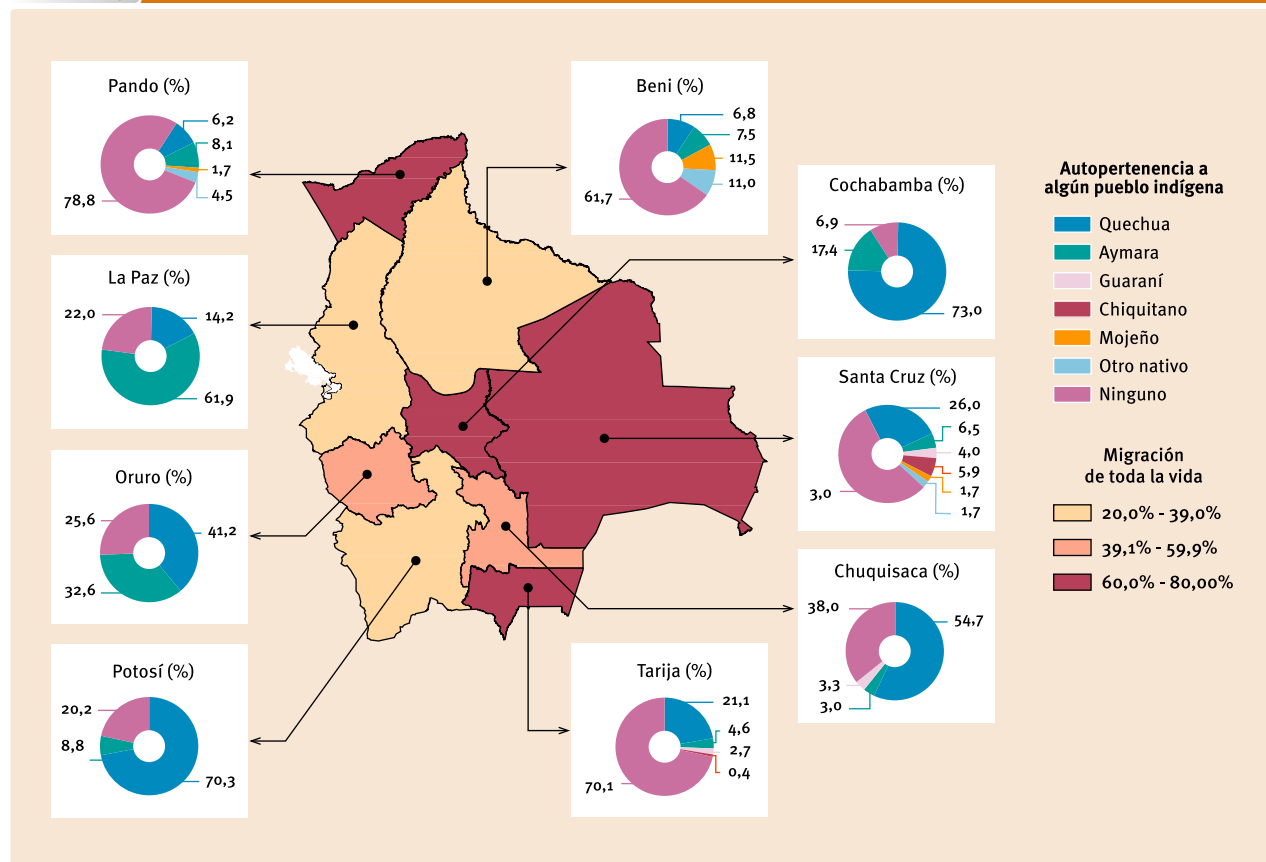 Pando (%)
6,2
8,1
1,7
4,5
78,8
La Paz (%)
22,0
14,2
61,9
Oruro (%)
25,6
41,2
32,6
Potosí (%)
20,2
8,8
70,3
Beni (%)
6,8
7,5
11,5
11,0
61,7
Tarija (%)
21,1
4,6
2,7
0,4
70,1
Cochabamba (%)
6,9
17,4
73,0
Santa Cruz (%)
26,0
6,5
4,0
5,9
1,7
1,7
3,0
Chuquisaca (%)
38,0
54,7
3,3
3,0
Autopertenencia a
algún pueblo indígena
Quechua
Aymara
Guaraní
Chiquitano
Mojeño
Otro nativo
Ninguno
Migración
de toda la vida
20,0% - 39,0%
39,1% - 59,9%
60,0% - 80,00%